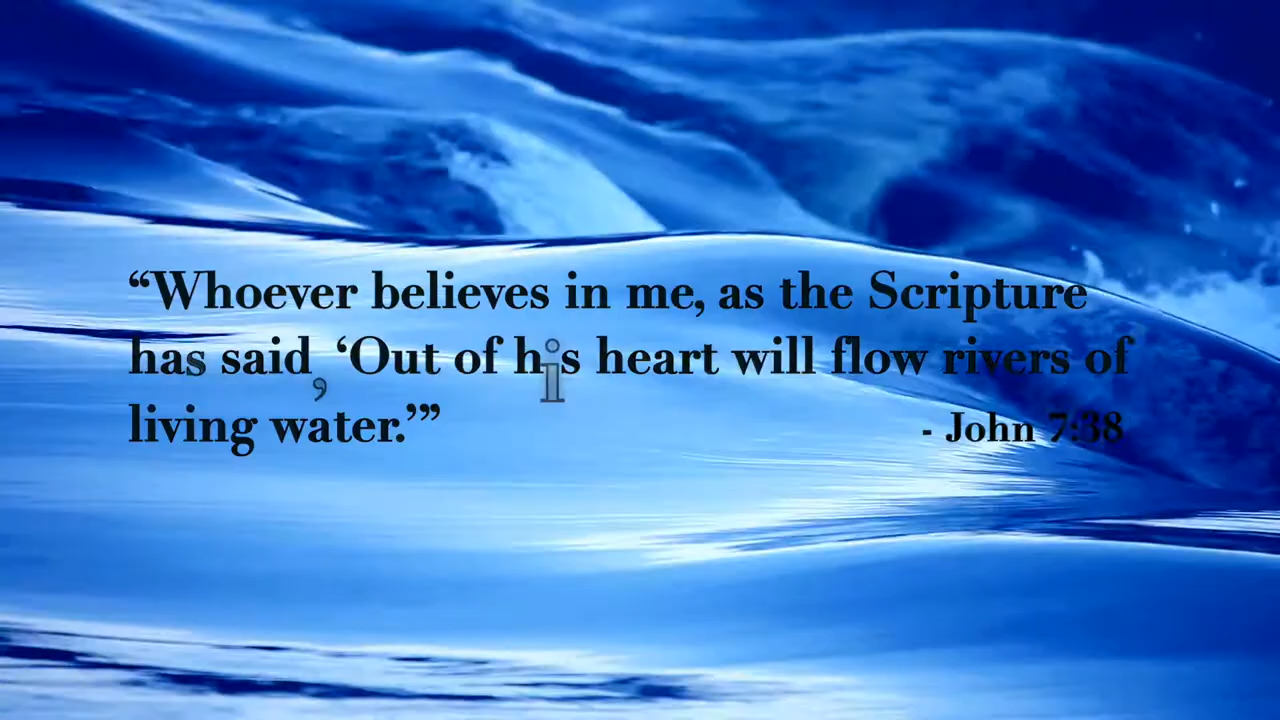 “Whoever believes in me, as the Scripture
has said, ‘Out of his heart will flow rivers of
living water.’”
- John 7:38